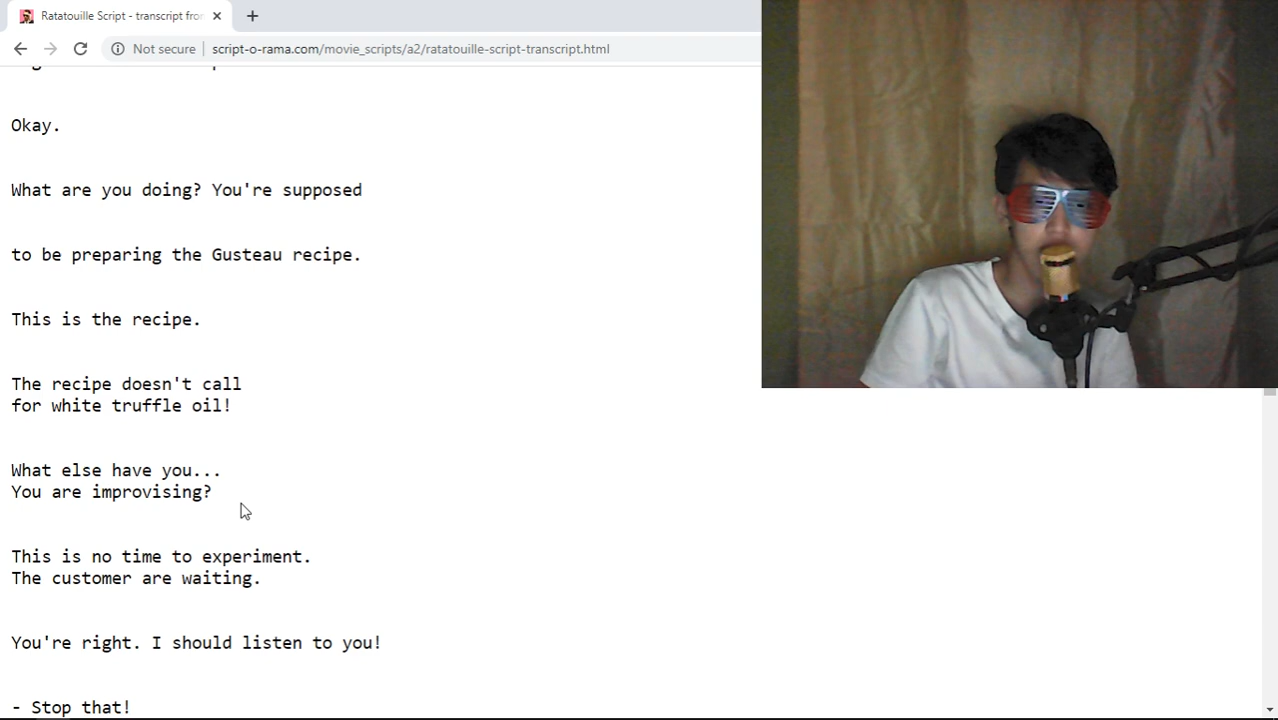 Ratatouille Script - transcript from
Not secure
script-o-rama.com/movie_scripts/a2/ratatouille-script-transcript.html
Okay.
What are you doing? You're supposed
to be preparing the Gusteau recipe.
This is the recipe.
The recipe doesn't call
for white truffle oil!
What else have you...
You are improvising?
This is no time to experiment.
The customer are waiting.
You're right. I should listen to you!
- Stop that!